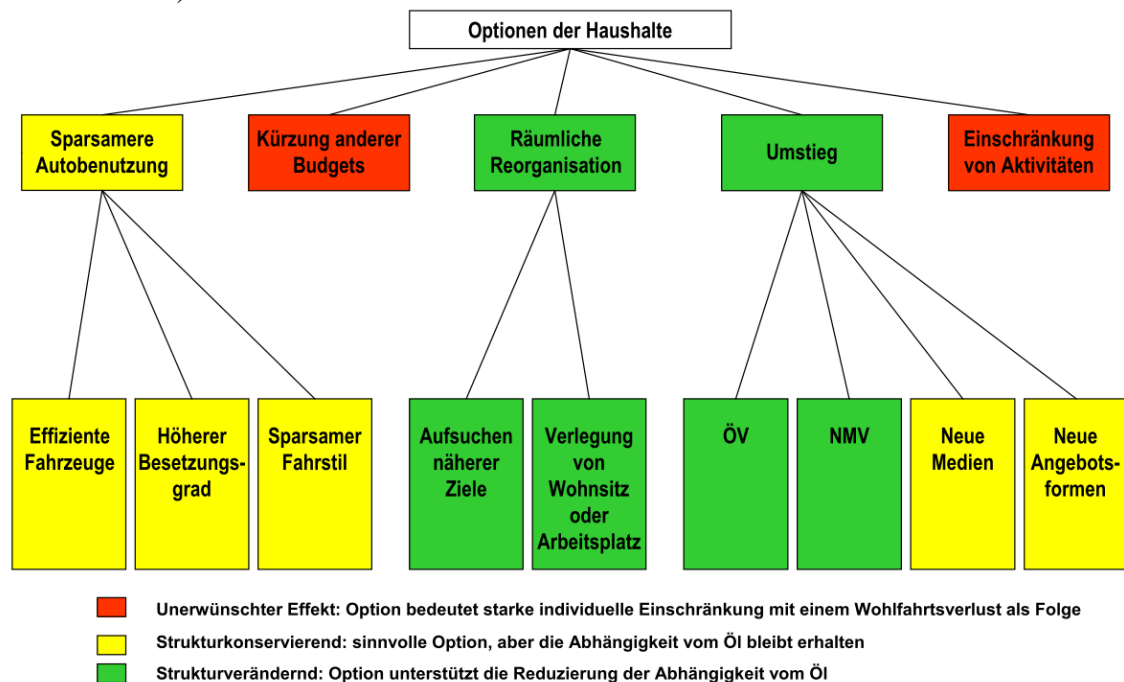 Optionen der Haushalte
Sparsamere
Autobenutzung
Kürzung anderer
Budgets
Räumliche
Reorganisation
Umstieg
Einschränkung
von Aktivitäten
Effiziente
Fahrzeuge
Höherer
Besetzungs-
grad
Sparsamer
Fahrstil
Aufsuchen
näherer
Ziele
Verlegung
von
Wohnsitz
oder
Arbeitsplatz
ÖV
NMV
Neue
Medien
Neue
Angebots-
formen
Unerwünschter Effekt: Option bedeutet starke individuelle Einschränkung mit einem Wohlfahrtsverlust als Folge
Strukturkonservierend: sinnvolle Option, aber die Abhängigkeit vom Öl bleibt erhalten
Strukturverändernd: Option unterstützt die Reduzierung der Abhängigkeit vom Öl